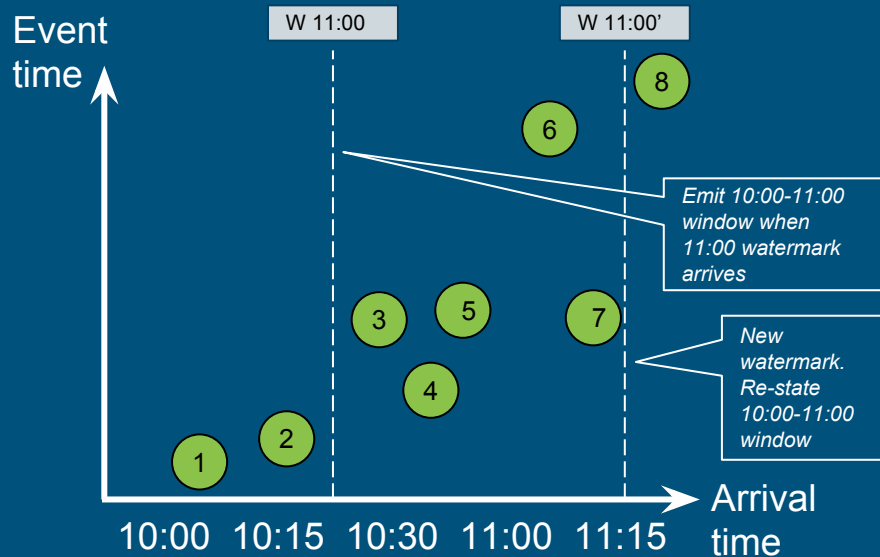 Event
time
W 11:00
W 11:00'
8
6
Emit 10:00-11:00
window when
11:00 watermark
arrives
3
5
7
4
New
watermark.
Re-state
10:00-11:00
window
2
1
10:00 10:15 10:30 11:00 11:15
Arrival
time